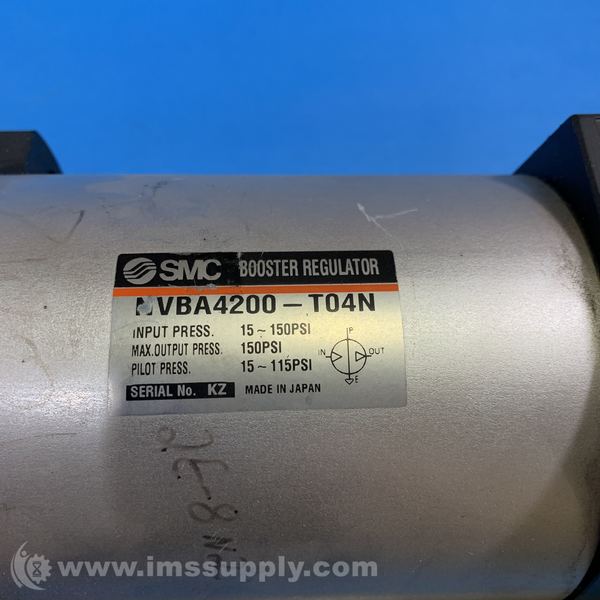 SMC BOOSTER REGULATOR
NVBA4200-T04N
INPUT PRESS. 15~150PSI
MAX.OUTPUT PRESS. 150PSI
PILOT PRESS. 15~115PSI
P
IN OUT
E
SERIAL No. KZ MADE IN JAPAN
www.imssupply.com